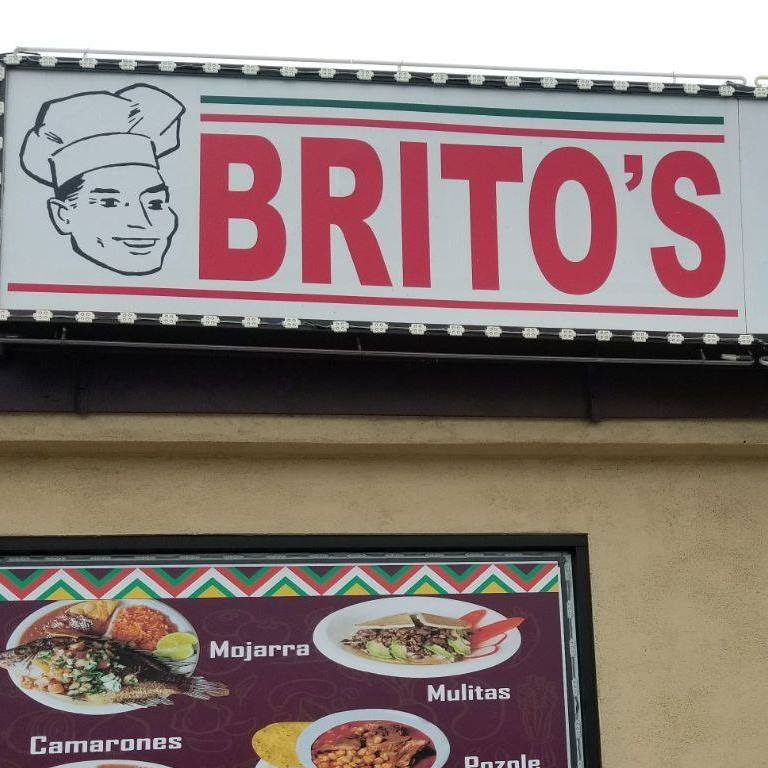 BRITO'S
Mojarra
Mulitas
Camarones
Pozole